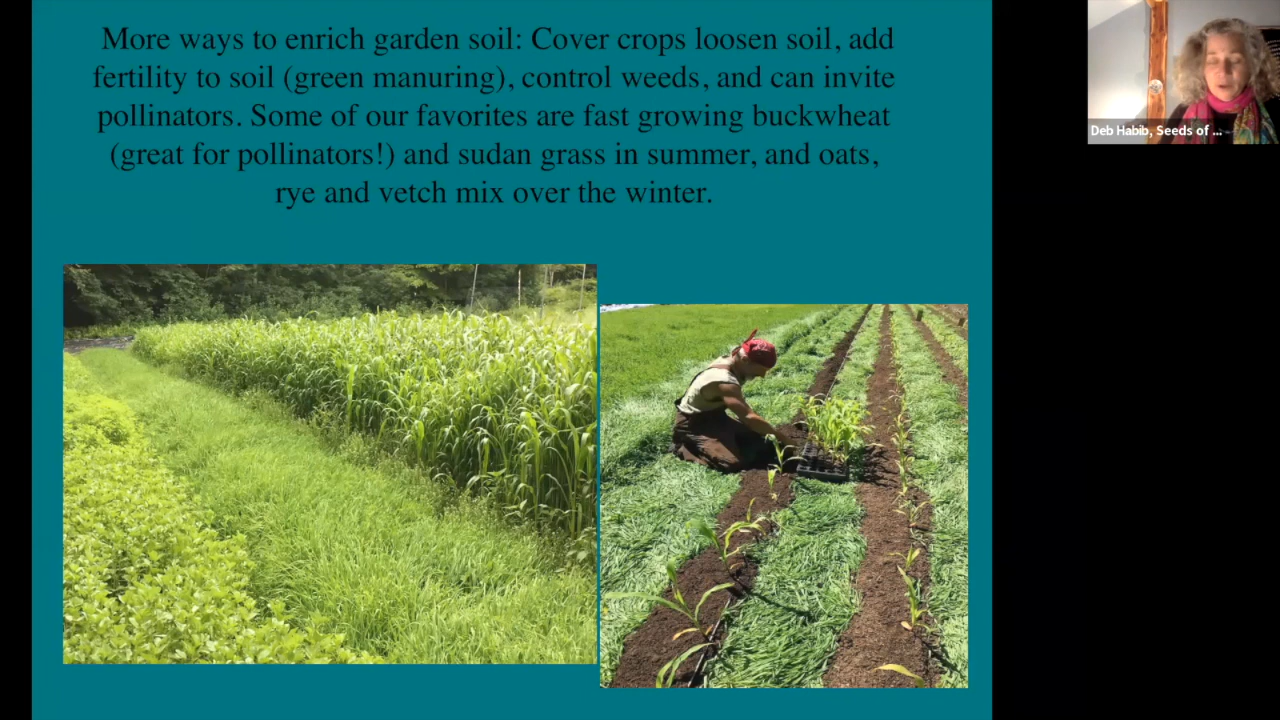 More ways to enrich garden soil: Cover crops loosen soil, add
fertility to soil (green manuring), control weeds, and can invite
pollinators. Some of our favorites are fast growing buckwheat
(great for pollinators!) and sudan grass in summer, and oats,
rye and vetch mix over the winter.
Deb Habib, Seeds of ...